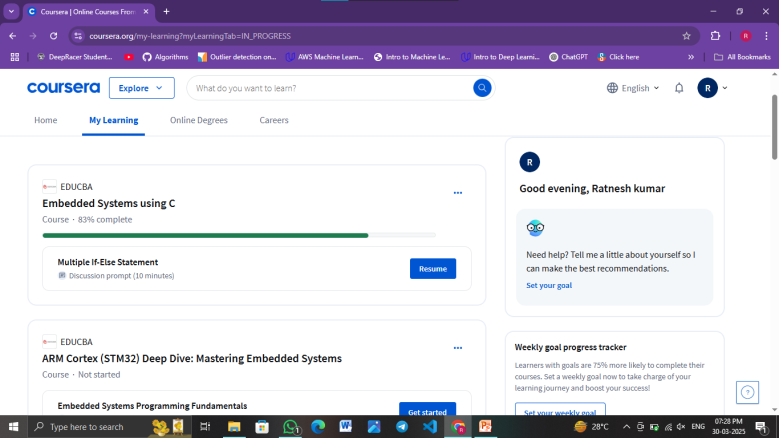 Coursera | Online Courses From
coursera.org/my-learning?myLearningTab=IN_PROGRESS
DeepRacer Student...
Algorithms
Outlier detection on...
AWS Machine Learn...
Intro to Machine Le...
Intro to Deep Learni...
ChatGPT
Click here
»
All Bookmarks
coursera
Explore
What do you want to learn?
English
R
Home
My Learning
Online Degrees
Careers
EDUCBA
Embedded Systems using C
Course · 83% complete
Multiple If-Else Statement
Discussion prompt (10 minutes)
Resume
EDUCBA
ARM Cortex (STM32) Deep Dive: Mastering Embedded Systems
Course · Not started
Embedded Systems Programming Fundamentals
Get started
R
Good evening, Ratnesh kumar
Need help? Tell me a little about yourself so I
can make the best recommendations.
Set your goal
Weekly goal progress tracker
Learners with goals are 75% more likely to complete their
courses. Set a weekly goal now to take charge of your
learning journey and boost your success!
Set your weekly goal
Type here to search
28°C
ENG
07:28 PM
30-03-2025